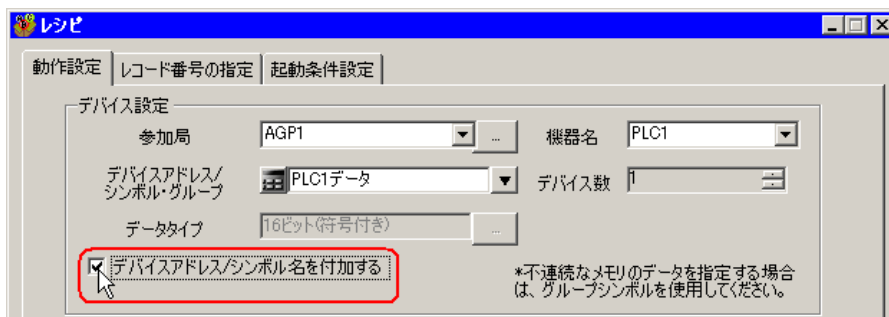 レシピ
動作設定 レコード番号の指定 起動条件設定
デバイス設定
参加局 AGP1 ... 機器名 PLC1
デバイスアドレス/
シンボル・グループ PLC1データ デバイス数 1
データタイプ 16ビット(符号付き) ...
デバイスアドレス/シンボル名を付加する
*不連続なメモリのデータを指定する場合
は、グループシンボルを使用してください。